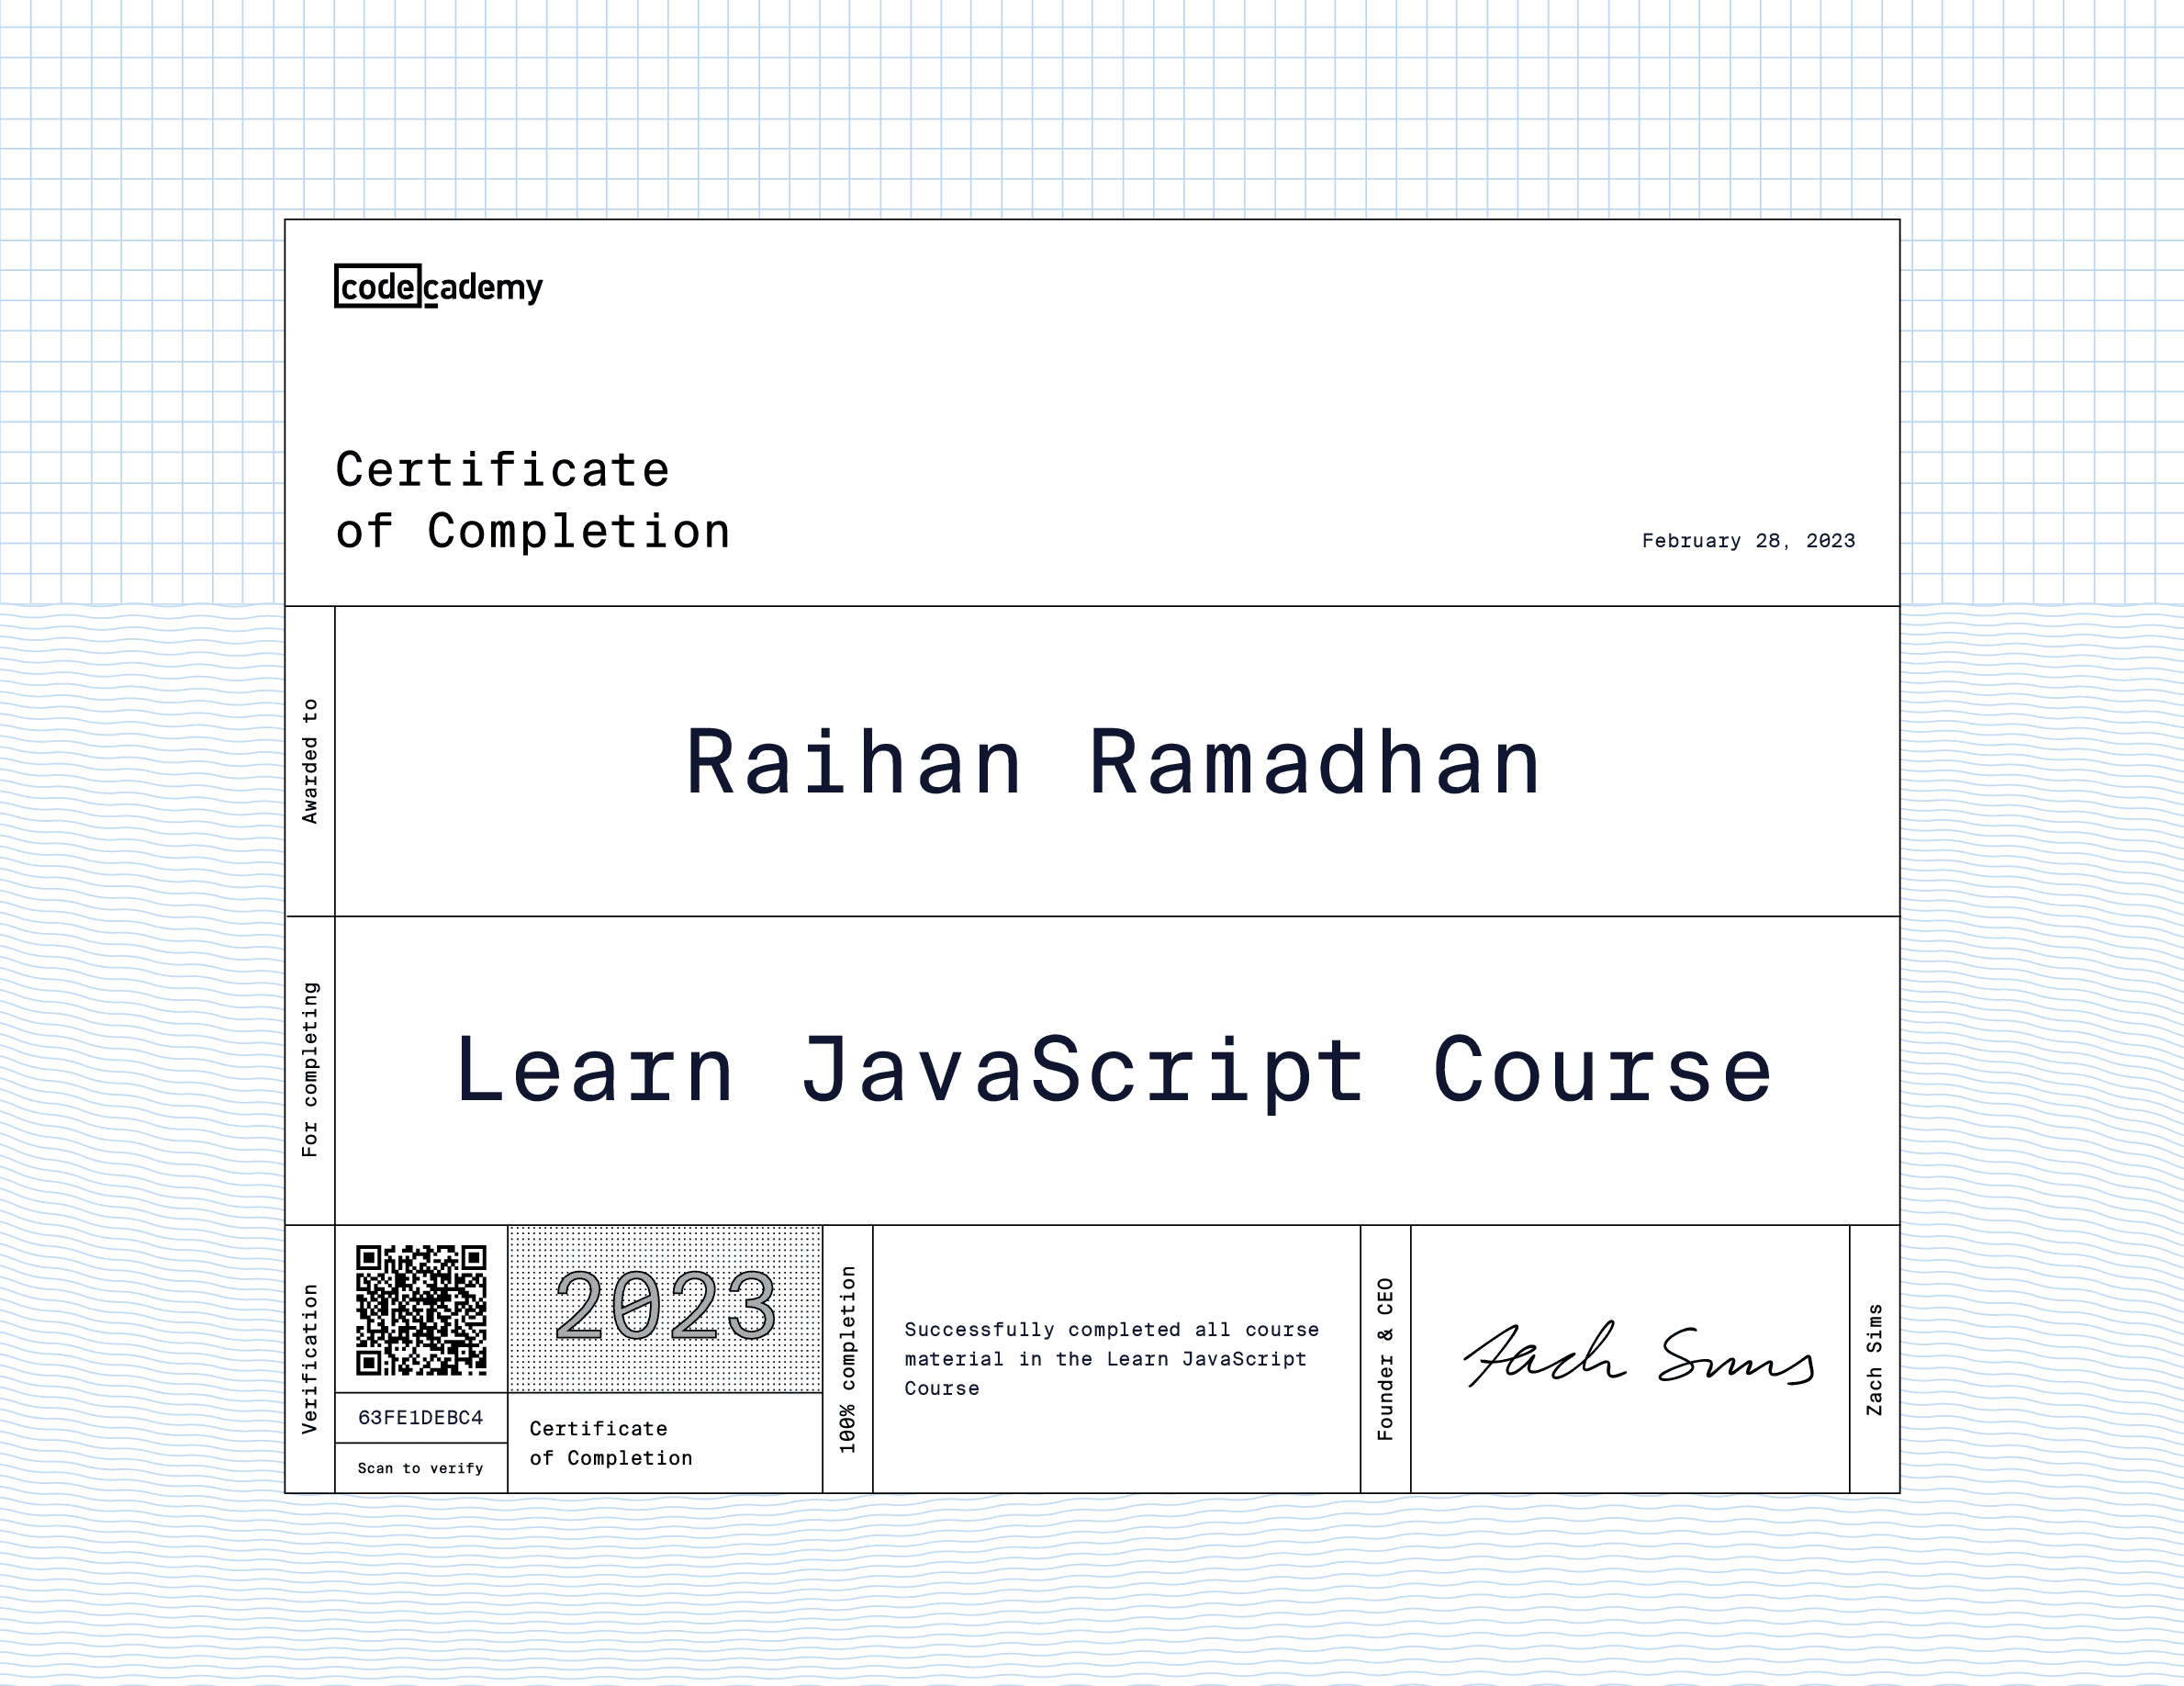 codecademy
Certificate
of Completion
February 28, 2023
Awarded to
Raihan Ramadhan
For completing
Learn JavaScript Course
Verification
63FE1DEBC4
Scan to verify
2023
Certificate
of Completion
100% completion
Successfully completed all course
material in the Learn JavaScript
Course
Founder & CEO
Zach Sims
Zach Sims